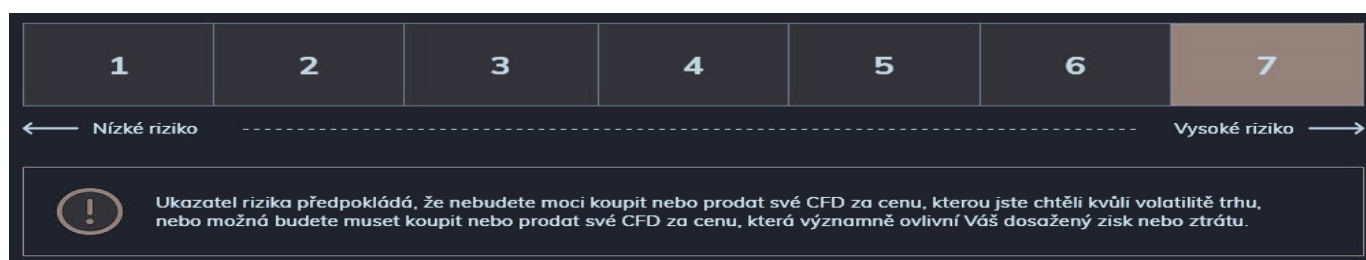 1 2 3 4 5 6 7
Nízké riziko Vysoké riziko
Ukazatel rizika předpokládá, že nebudete moci koupit nebo prodat své CFD za cenu, kterou jste chtěli kvůli volatilitě trhu,
nebo možná budete muset koupit nebo prodat své CFD za cenu, která významně ovlivní Váš dosažený zisk nebo ztrátu.